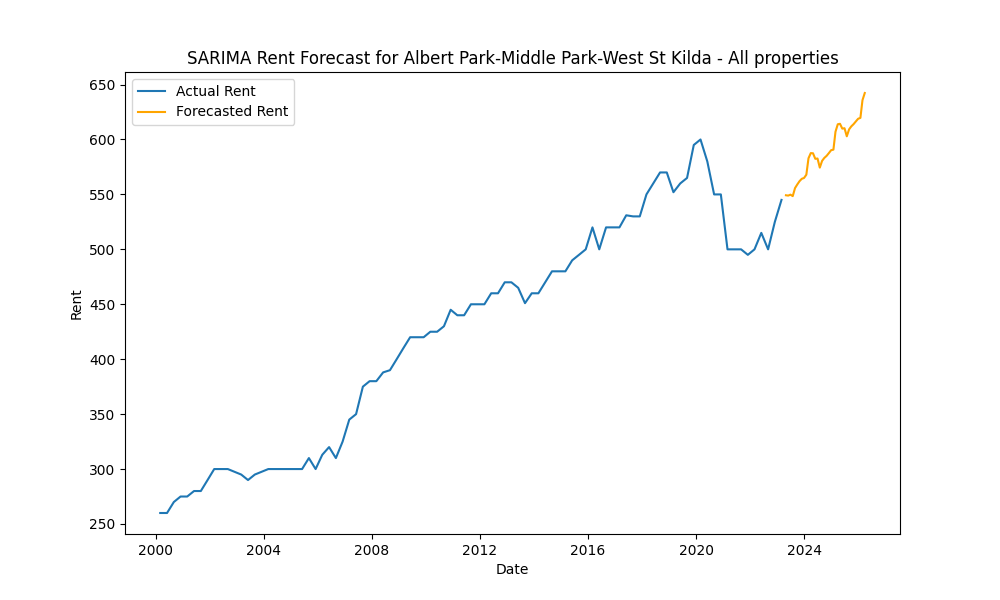 SARIMA Rent Forecast for Albert Park-Middle Park-West St Kilda - All properties
Actual Rent
Forecasted Rent
650
600
550
500
450
400
350
300
250
Rent
2000 2004 2008 2012 2016 2020 2024
Date